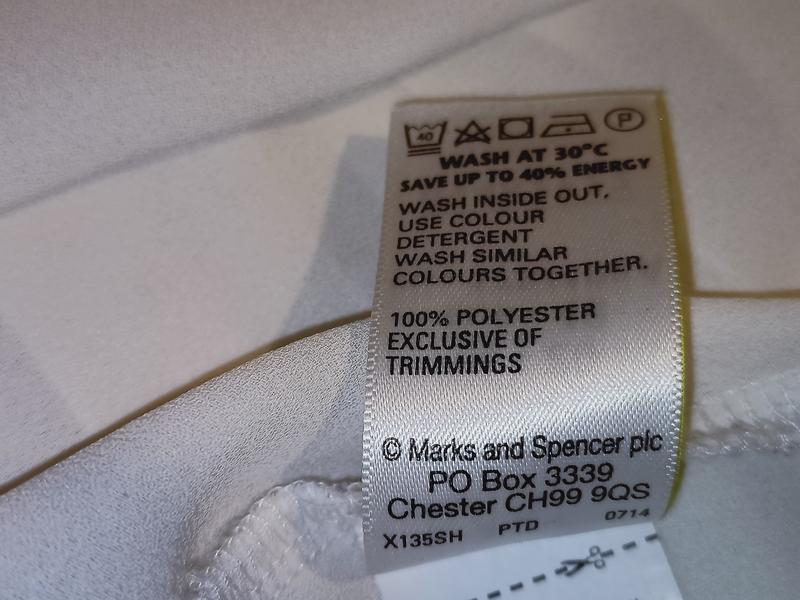 40 P
WASH AT 30°C
SAVE UP TO 40% ENERGY
WASH INSIDE OUT.
USE COLOUR
DETERGENT
WASH SIMILAR
COLOURS TOGETHER.
100% POLYESTER
EXCLUSIVE OF
TRIMMINGS
© Marks and Spencer plc
PO Box 3339
Chester CH99 9QS
X135SH PTD 0714